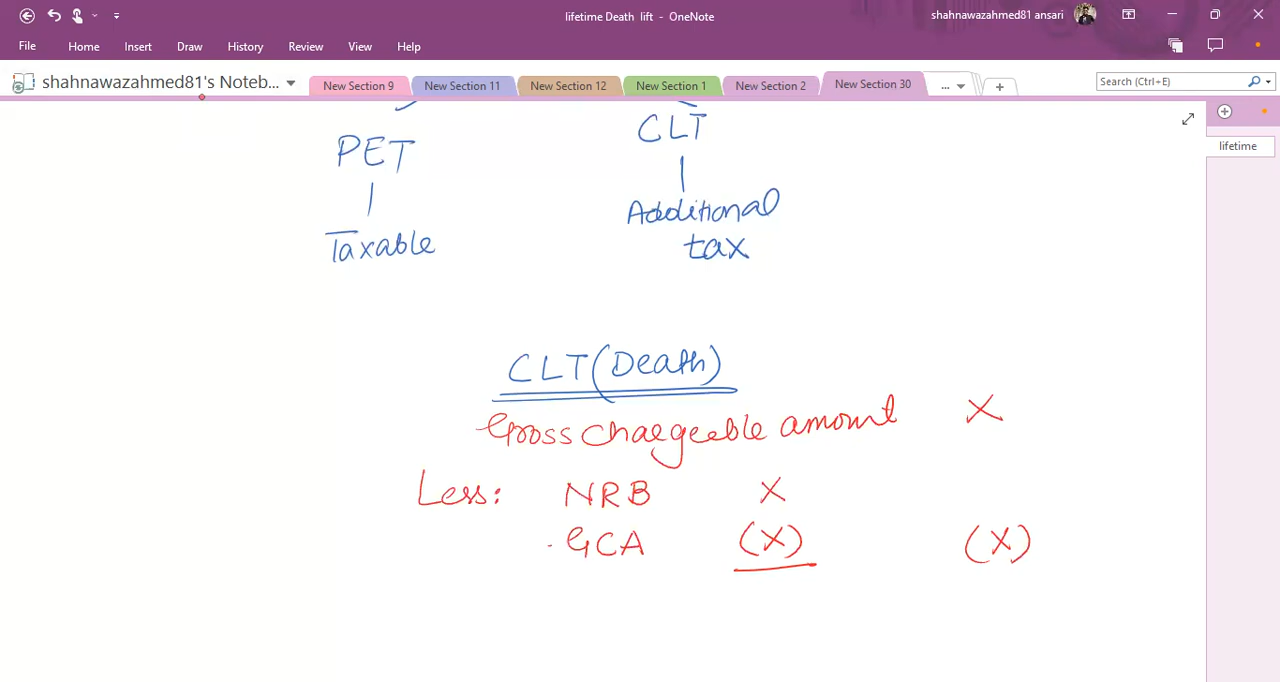 lifetime Death lift - OneNote
shahnawazahmed81 ansari
File Home Insert Draw History Review View Help
shahnawazahmed81's Noteb...
New Section 9 New Section 11 New Section 12 New Section 1 New Section 2 New Section 30 ...
Search (Ctrl+E)
lifetime
PET
CLT
Taxable
Additional
tax
CLT (Death)
Gross chargeeble amount X
Less: NRB X
GCA (X) (X)